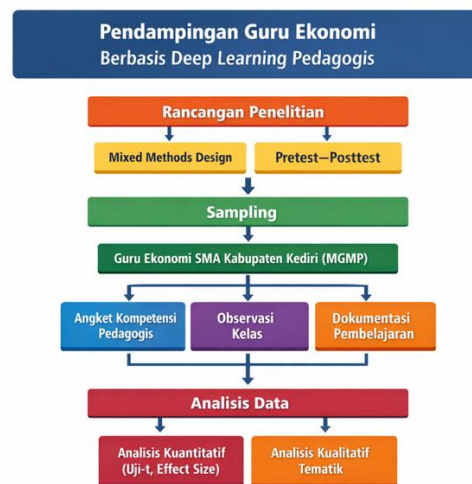 Pendampingan Guru Ekonomi
Berbasis Deep Learning Pedagogis
Rancangan Penelitian
Mixed Methods Design
Pretest—Posttest
Sampling
Guru Ekonomi SMA Kabupaten Kediri (MGMP)
Angket Kompetensi
Pedagogis
Observasi
Kelas
Dokumentasi
Pembelajaran
Analisis Data
Analisis Kuantitatif
(Uji-t, Effect Size)
Analisis Kualitatif
Tematik